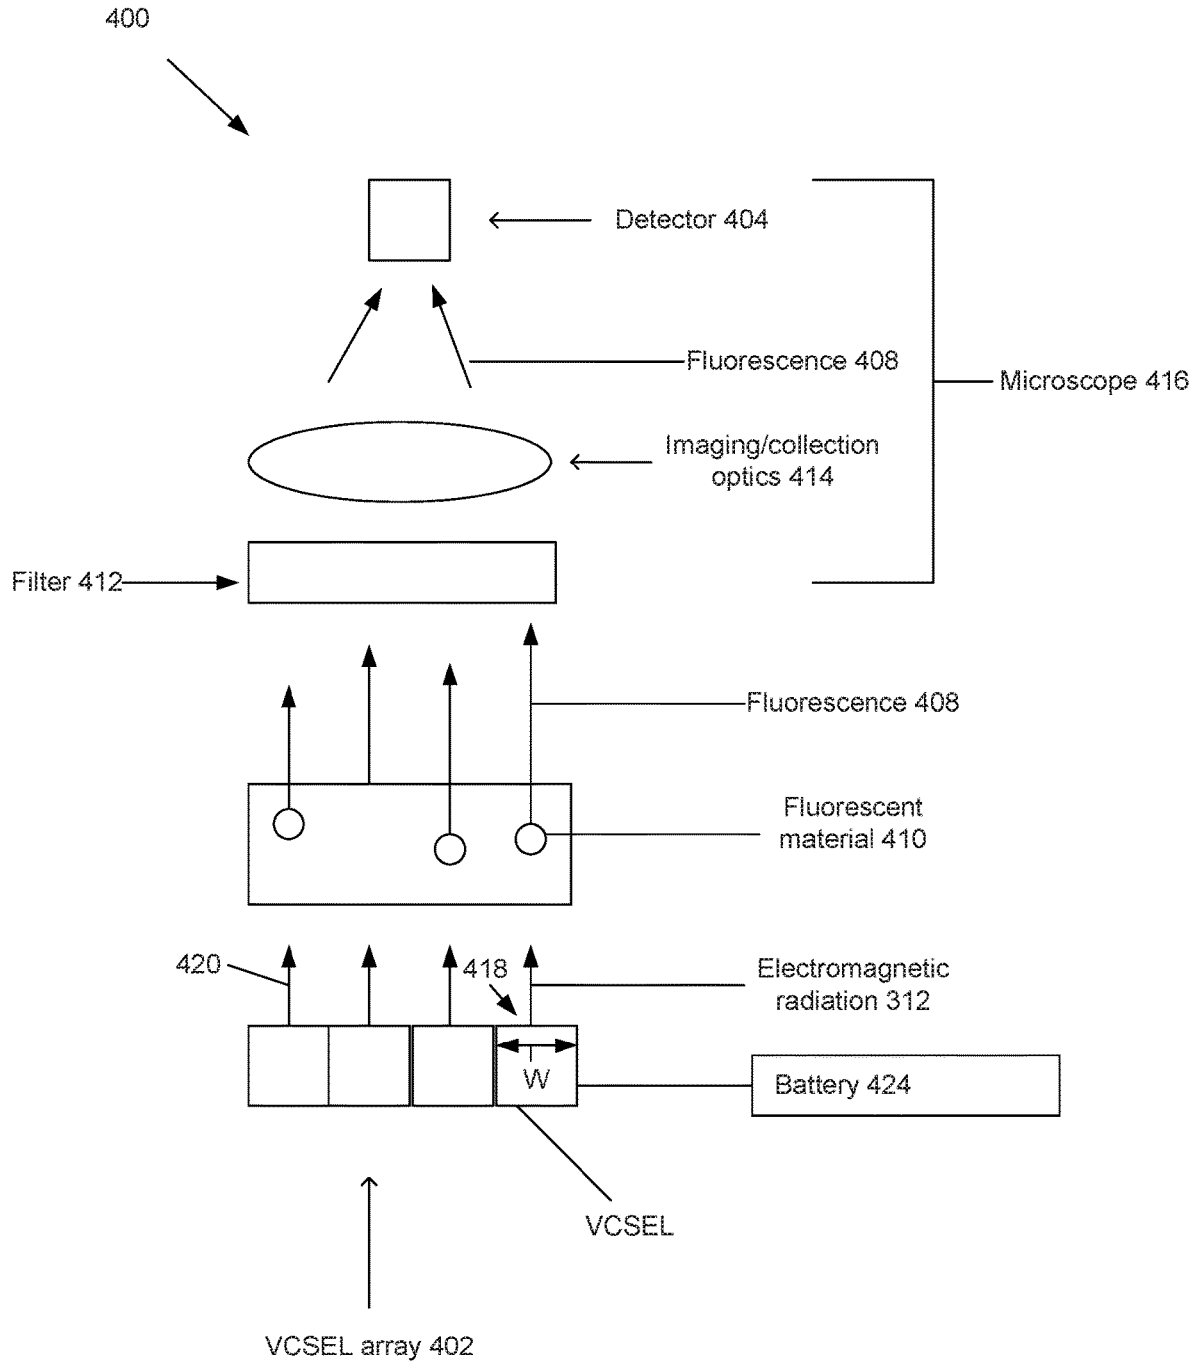 400
Detector 404
Fluorescence 408
Microscope 416
Imaging/collection
optics 414
Filter 412
Fluorescence 408
Fluorescent
material 410
420
418
Electromagnetic
radiation 312
W
Battery 424
VCSEL
VCSEL array 402